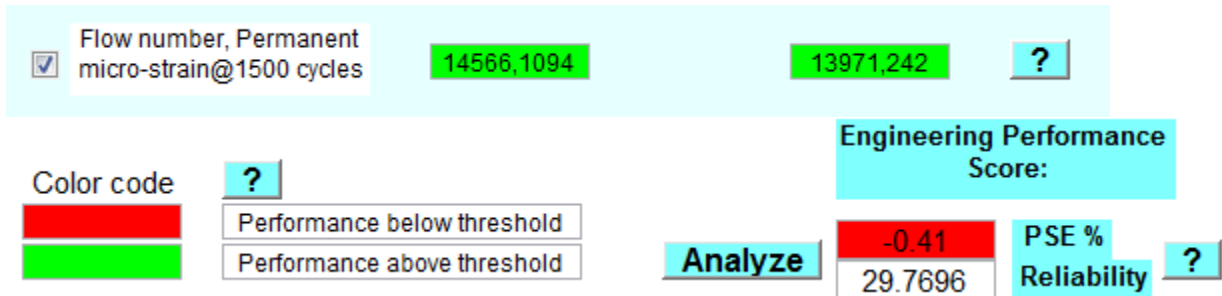 Flow number, Permanent
micro-strain@1500 cycles
14566,1094
13971,242
?
Engineering Performance
Score:
Color code
?
Performance below threshold
Performance above threshold
Analyze
-0.41
PSE %
29.7696
Reliability
?